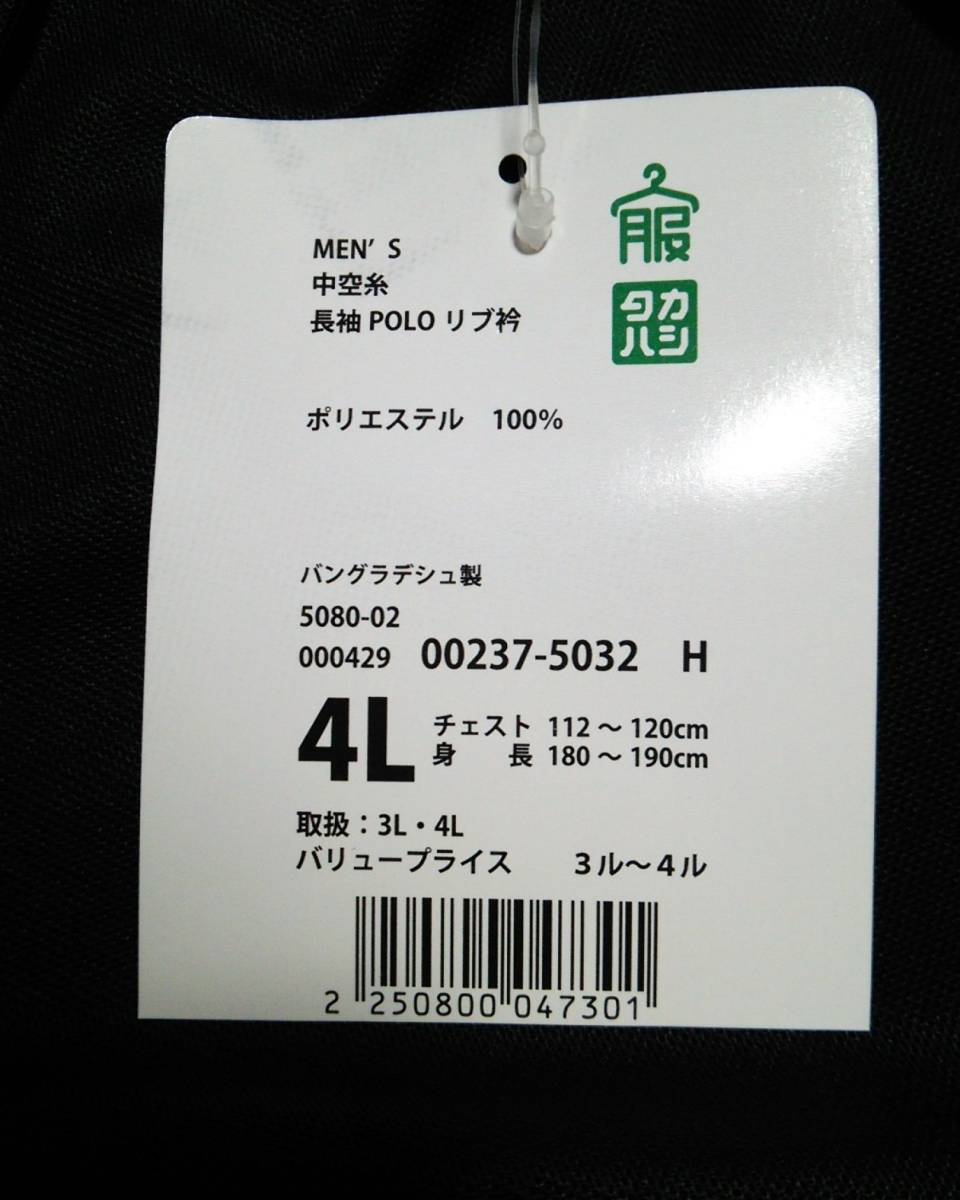 服
タカ
ハシ
MEN'S
中空糸
長袖 POLO リブ衿
ポリエステル 100%
バングラデシュ製
5080-02
000429 00237-5032 H
4L チェスト 112 ~ 120cm
身 長 180 ~ 190cm
取扱:3L・4L
バリュープライス 3ル~4ル
2 250800 047301